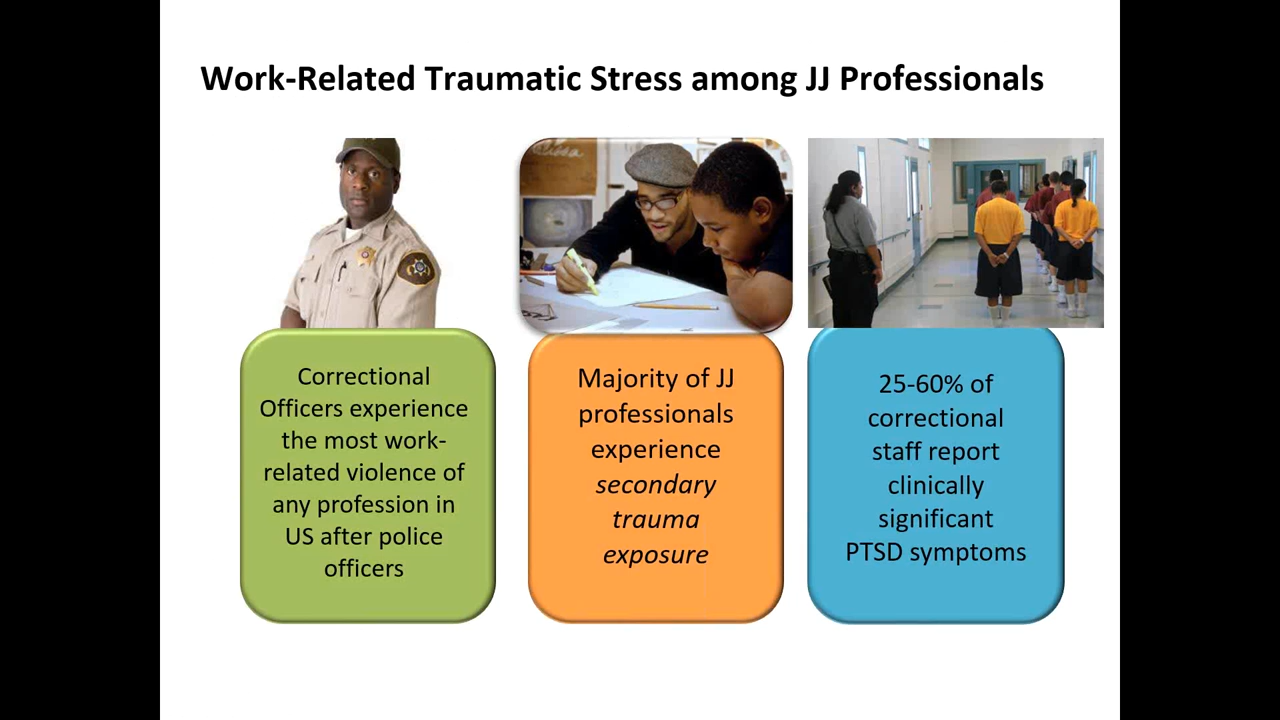 Work-Related Traumatic Stress among JJ Professionals
Correctional
Officers experience
the most work-
related violence of
any profession in
US after police
officers
Majority of JJ
professionals
experience
secondary
trauma
exposure
25-60% of
correctional
staff report
clinically
significant
PTSD symptoms